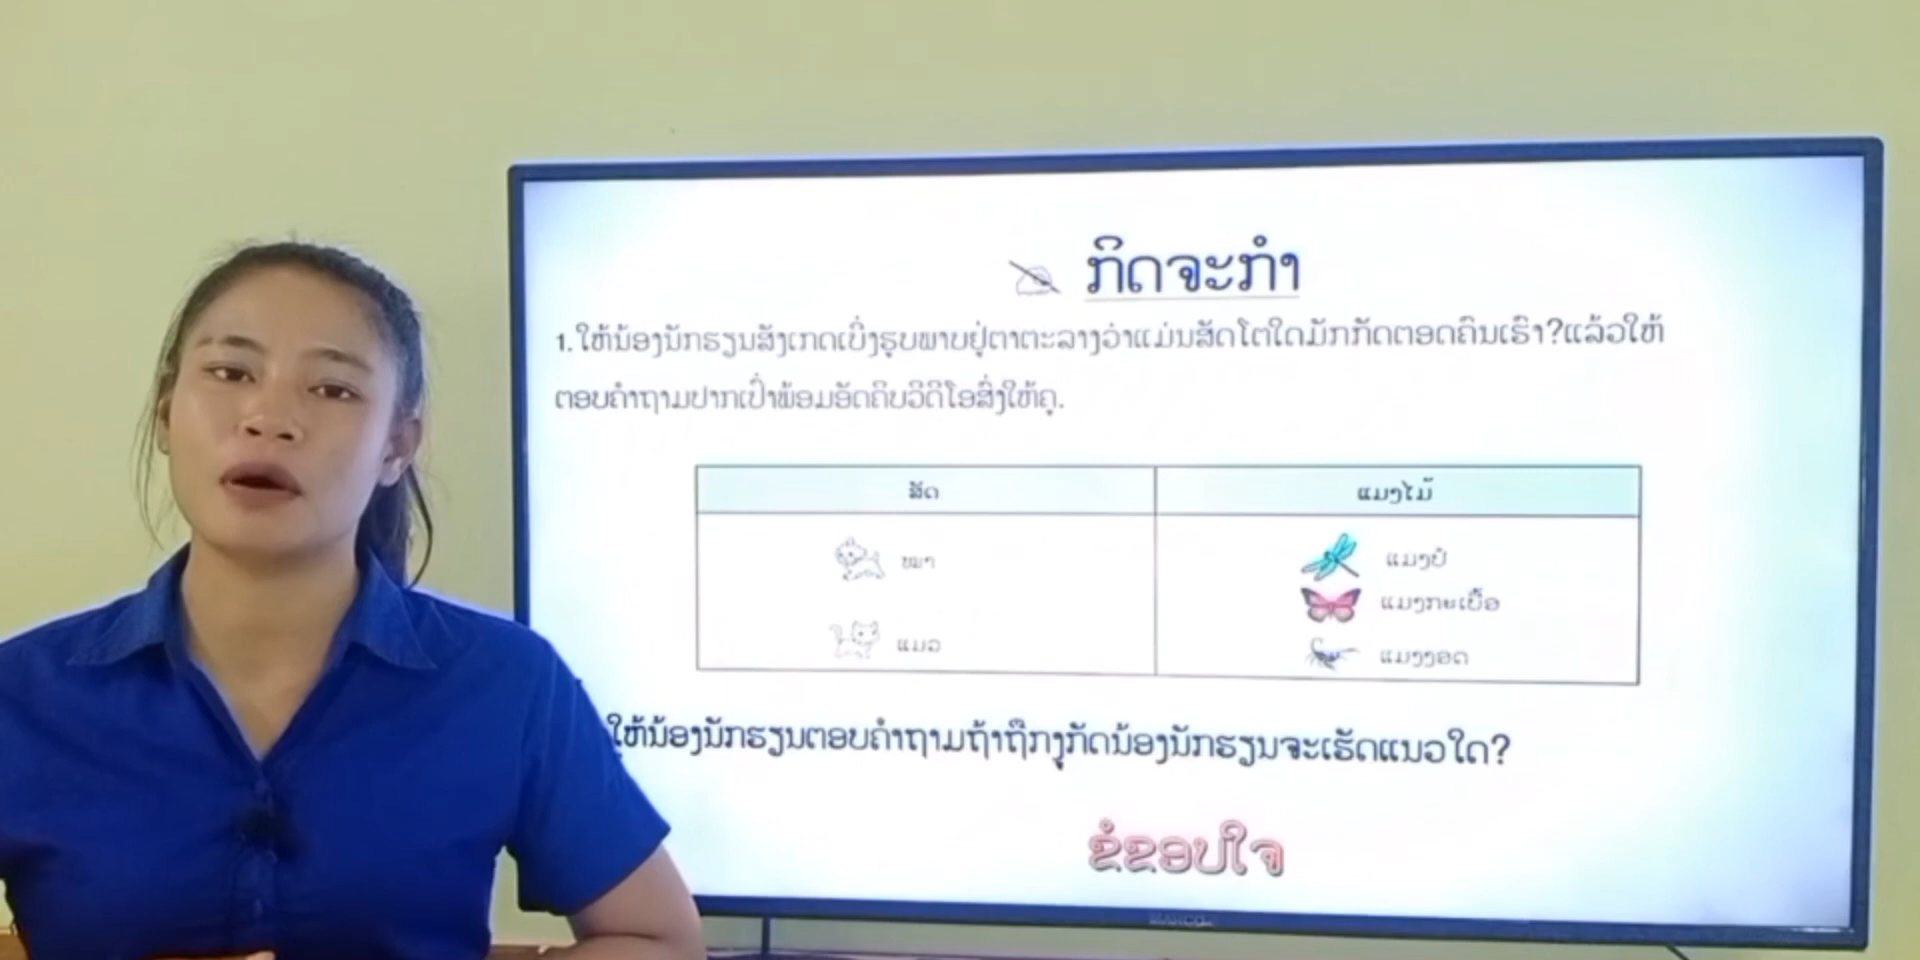 ກິດຈະກຳ
1. ໃຫ້ນ້ອງນັກຮຽນສັງເກດເບິ່ງຮູບພາບຢູ່ຕາຕະລາງວ່າແມ່ນສັດໂຕໃດມັກກັດຕອດຄົນເຮົາ?ແລ້ວໃຫ້
ຕອບຄຳຖາມປາກເປົ່າພ້ອມອັດຄິບວີດີໂອສົ່ງໃຫ້ຄູ.
ສັດ ແມງໄມ້
ໝາ ແມງປໍ
ແມງກະເບື້ອ
ແມວ ແມງງອດ
ໃຫ້ນ້ອງນັກຮຽນຕອບຄຳຖາມຖ້າຖືກງູກັດນ້ອງນັກຮຽນຈະເຮັດແນວໃດ?
ຂໍຂອບໃຈ